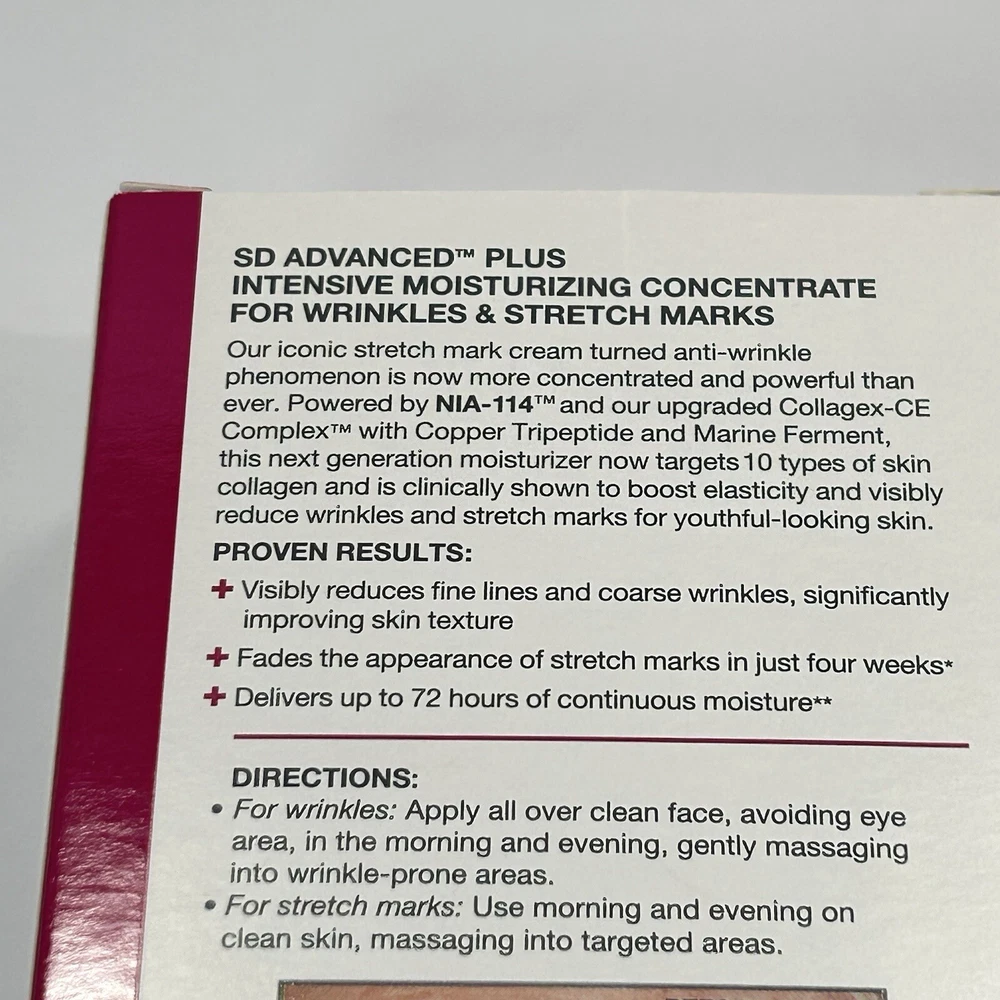 SD ADVANCED™ PLUS
INTENSIVE MOISTURIZING CONCENTRATE
FOR WRINKLES & STRETCH MARKS
Our iconic stretch mark cream turned anti-wrinkle
phenomenon is now more concentrated and powerful than
ever. Powered by NIA-114™ and our upgraded Collagex-CE
Complex™ with Copper Tripeptide and Marine Ferment,
this next generation moisturizer now targets 10 types of skin
collagen and is clinically shown to boost elasticity and visibly
reduce wrinkles and stretch marks for youthful-looking skin.
PROVEN RESULTS:
+ Visibly reduces fine lines and coarse wrinkles, significantly
improving skin texture
+ Fades the appearance of stretch marks in just four weeks*
+ Delivers up to 72 hours of continuous moisture**
DIRECTIONS:
• For wrinkles: Apply all over clean face, avoiding eye
area, in the morning and evening, gently massaging
into wrinkle-prone areas.
• For stretch marks: Use morning and evening on
clean skin, massaging into targeted areas.